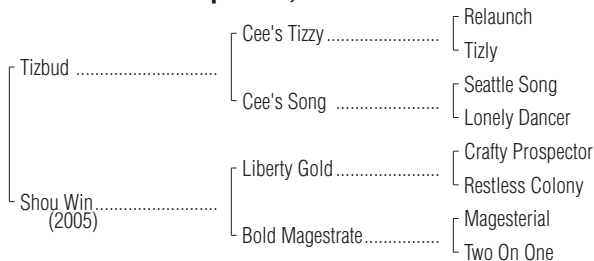 Relaunch
Cee's Tizzy
Tizly
Tizbud
Seattle Song
Cee's Song
Lonely Dancer
Crafty Prospector
Liberty Gold
Restless Colony
Shou Win
(2005)
Magesterial
Bold Magestrate
Two On One